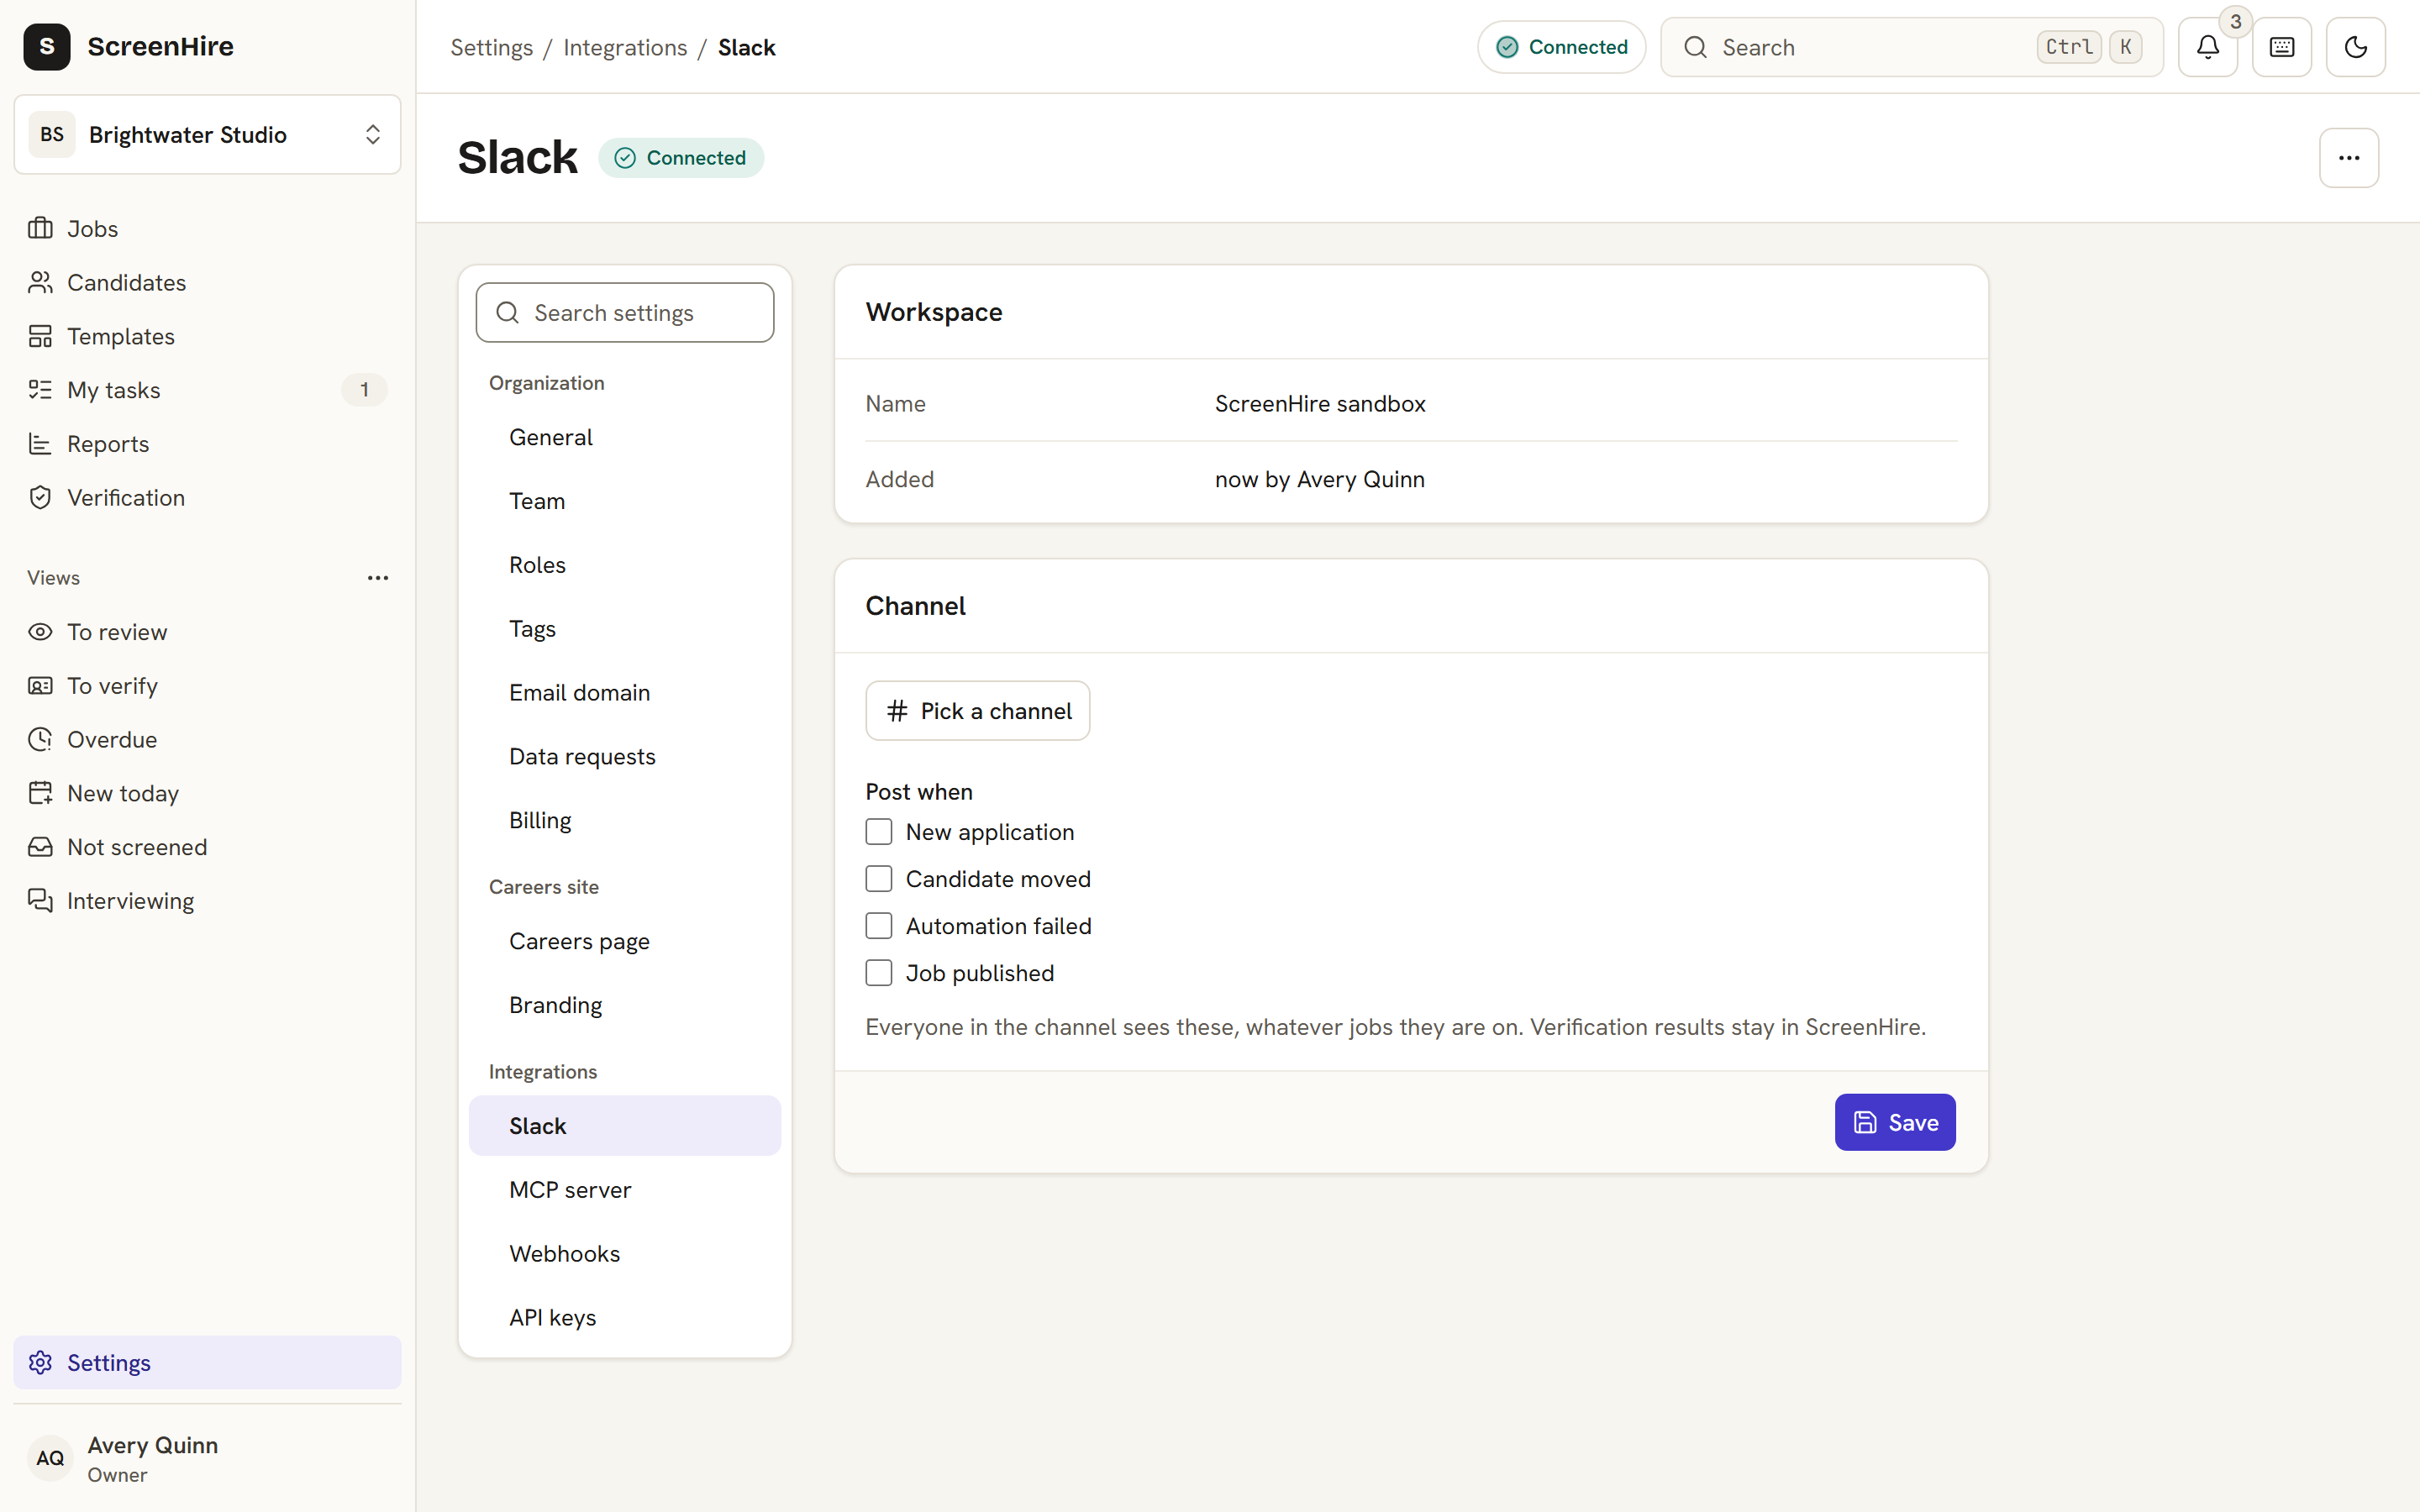 S ScreenHire
BS Brightwater Studio
Jobs
Candidates
Templates
My tasks 1
Reports
Verification
Views
To review
To verify
Overdue
New today
Not screened
Interviewing
Settings
AQ Avery Quinn
Owner
Settings / Integrations / Slack
Connected
Search Ctrl K
3
Slack Connected
Search settings
Organization
General
Team
Roles
Tags
Email domain
Data requests
Billing
Careers site
Careers page
Branding
Integrations
Slack
MCP server
Webhooks
API keys
Workspace
Name ScreenHire sandbox
Added now by Avery Quinn
Channel
# Pick a channel
Post when
New application
Candidate moved
Automation failed
Job published
Everyone in the channel sees these, whatever jobs they are on. Verification results stay in ScreenHire.
Save